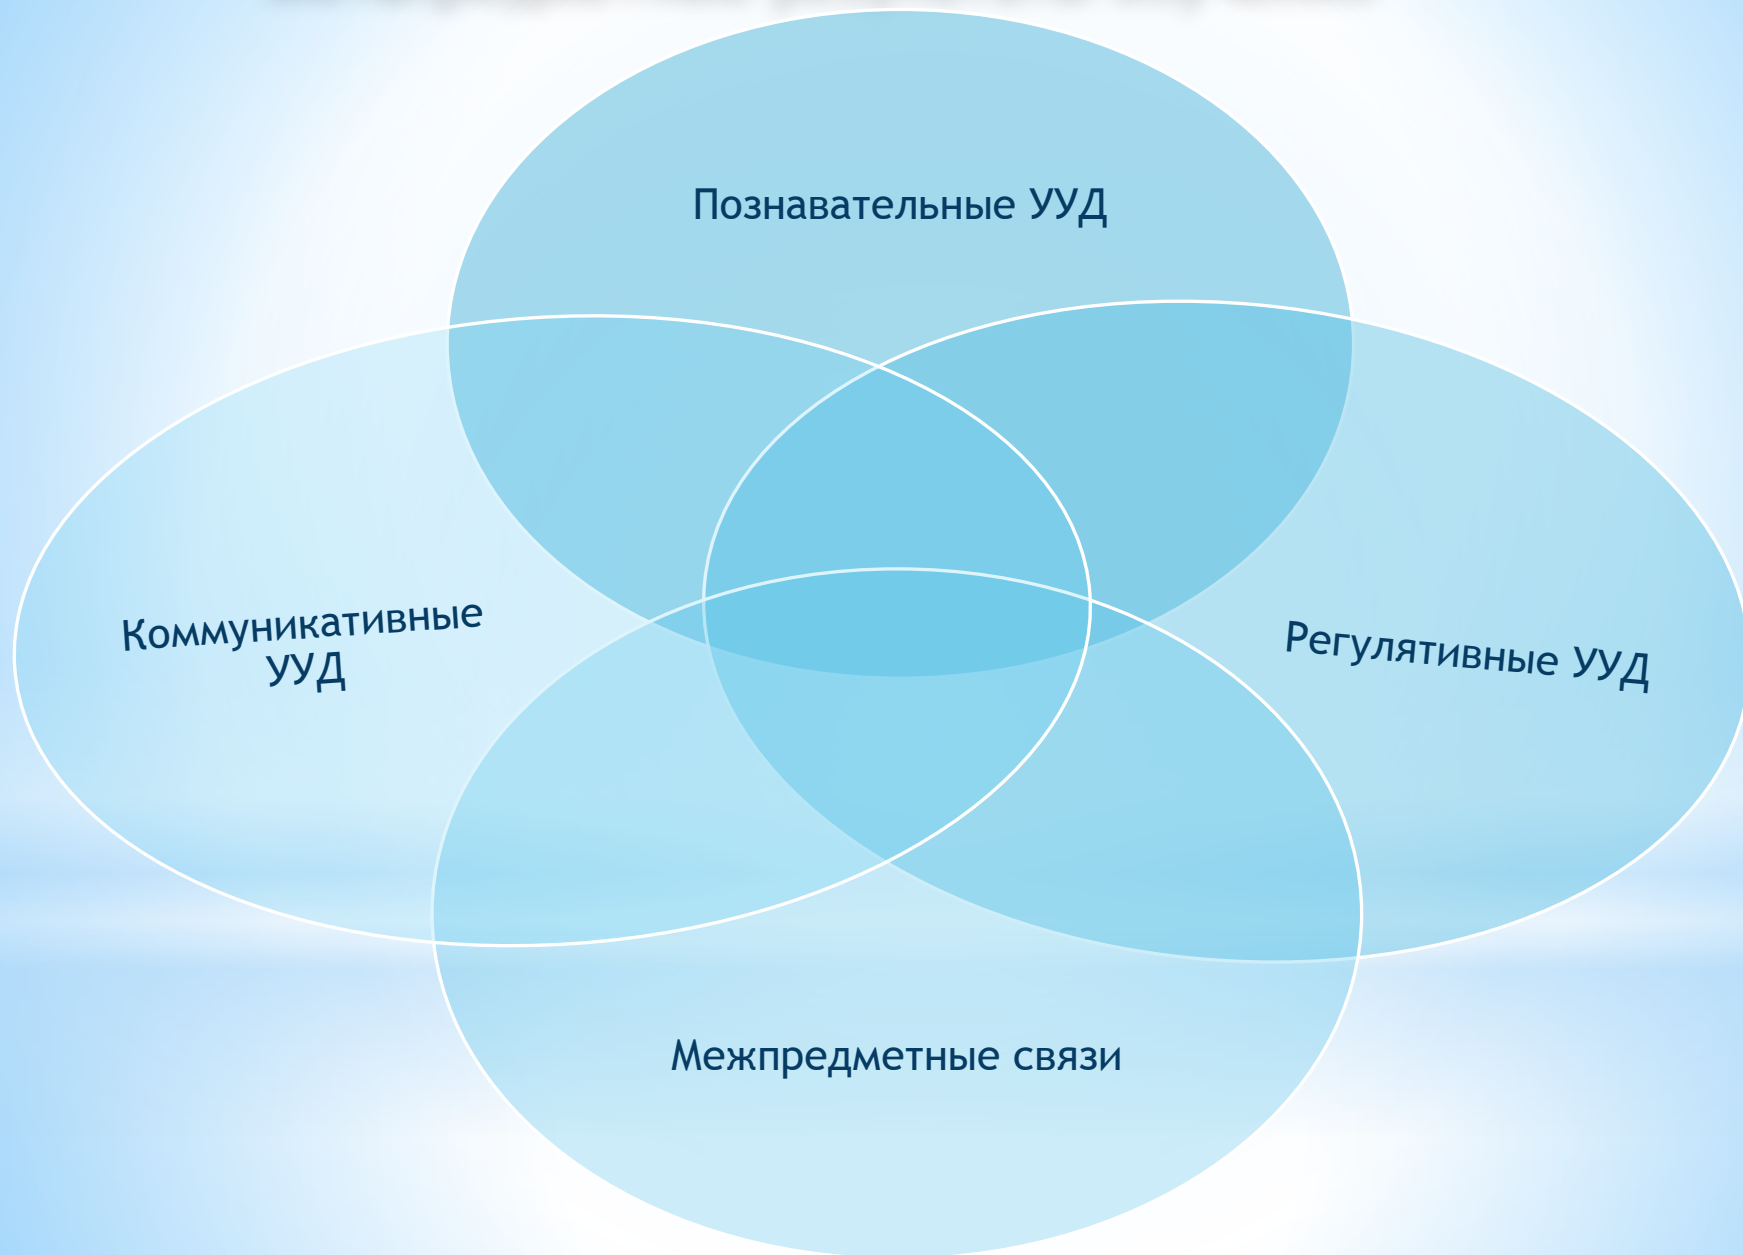 Познавательные УУД
Коммуникативные
УУД
Регулятивные УУД
Межпредметные связи